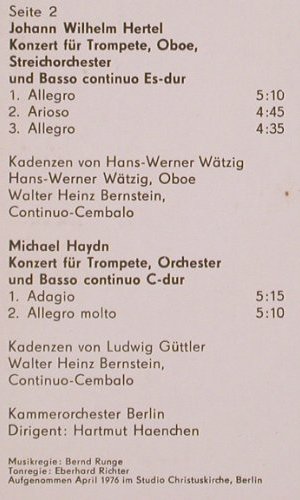 Seite 2
Johann Wilhelm Hertel
Konzert für Trompete, Oboe,
Streichorchester
und Basso continuo Es-dur
1. Allegro 5:10
2. Arioso 4:45
3. Allegro 4:35
Kadenzen von Hans-Werner Wätzig
Hans-Werner Wätzig, Oboe
Walter Heinz Bernstein,
Continuo-Cembalo
Michael Haydn
Konzert für Trompete, Orchester
und Basso continuo C-dur
1. Adagio 5:15
2. Allegro molto 5:10
Kadenzen von Ludwig Güttler
Walter Heinz Bernstein,
Continuo-Cembalo
Kammerorchester Berlin
Dirigent: Hartmut Haenchen
Musikregie: Bernd Runge
Tonregie: Eberhard Richter
Aufgenommen April 1976 im Studio Christuskirche, Berlin